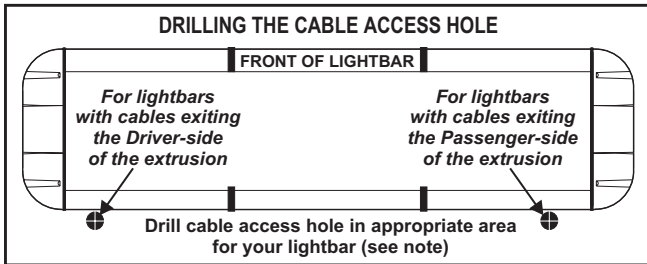 DRILLING THE CABLE ACCESS HOLE
FRONT OF LIGHTBAR
For lightbars
with cables exiting
the Driver-side
of the extrusion
For lightbars
with cables exiting
the Passenger-side
of the extrusion
Drill cable access hole in appropriate area
for your lightbar (see note)